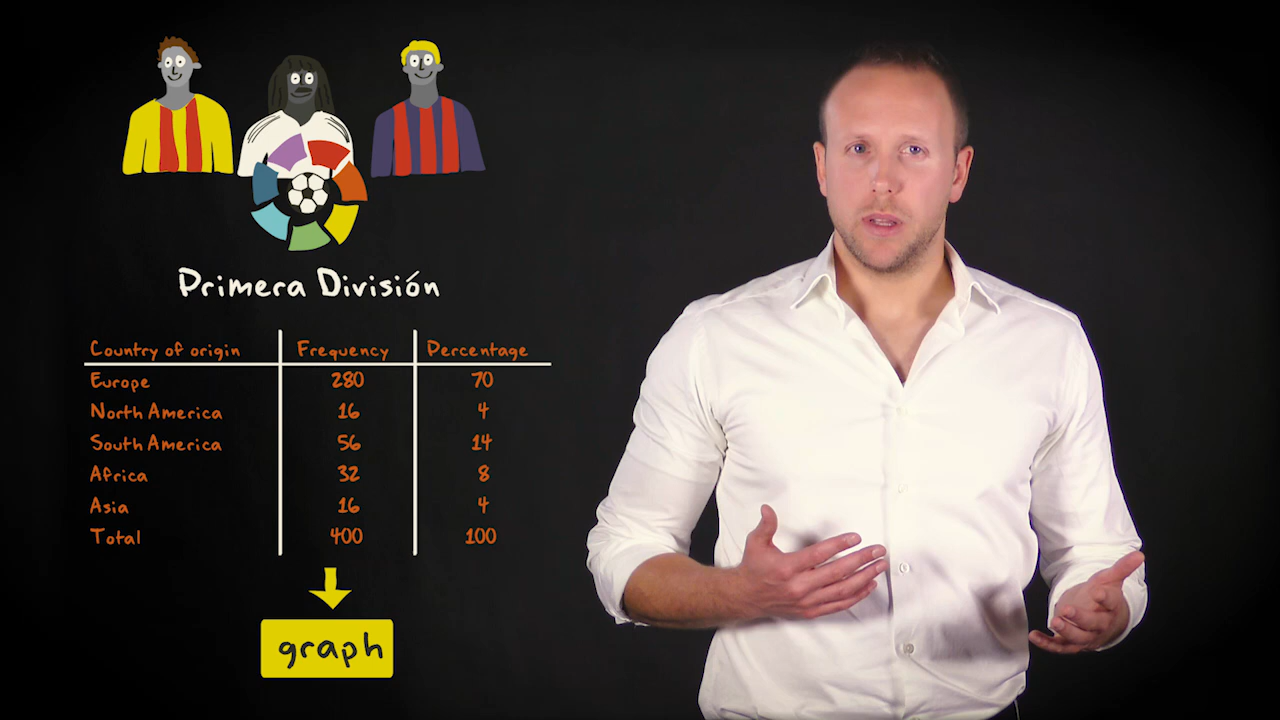 Primera División
Country of origin Frequency Percentage
Europe 280 70
North America 16 4
South America 56 14
Africa 32 8
Asia 16 4
Total 400 100
graph